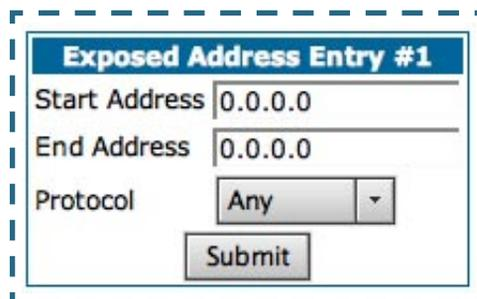 Exposed Address Entry #1
Start Address 0.0.0.0
End Address 0.0.0.0
Protocol Any
Submit